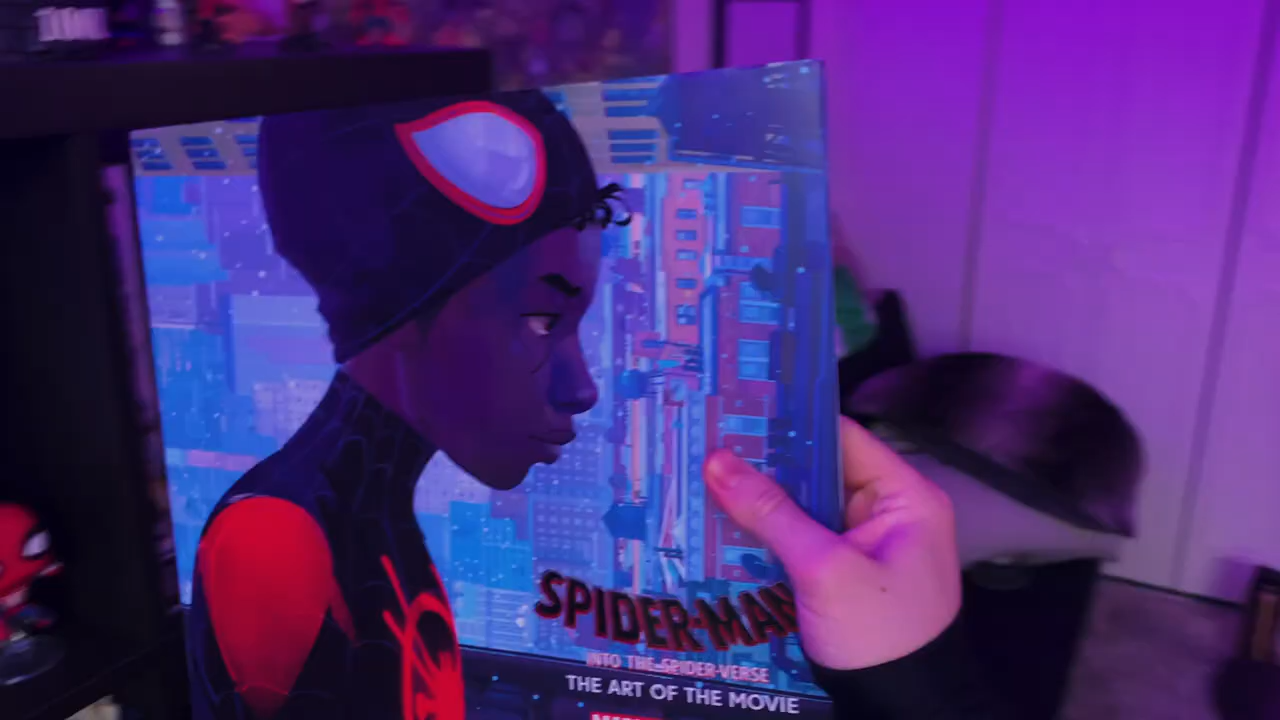 SPIDER-MAN
INTO THE SPIDER-VERSE
THE ART OF THE MOVIE